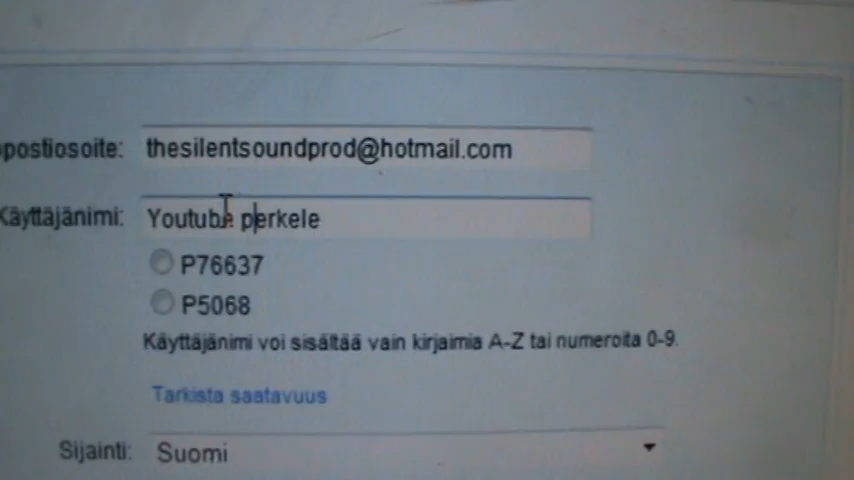 postiosoite: thesilentsoundprod@hotmail.com
Käyttäjänimi: Youtube perkele
P76637
P5068
Käyttäjänimi voi sisältää vain kirjaimia A-Z tai numeroita 0-9.
Tarkista saatavuus
Sijainti: Suomi